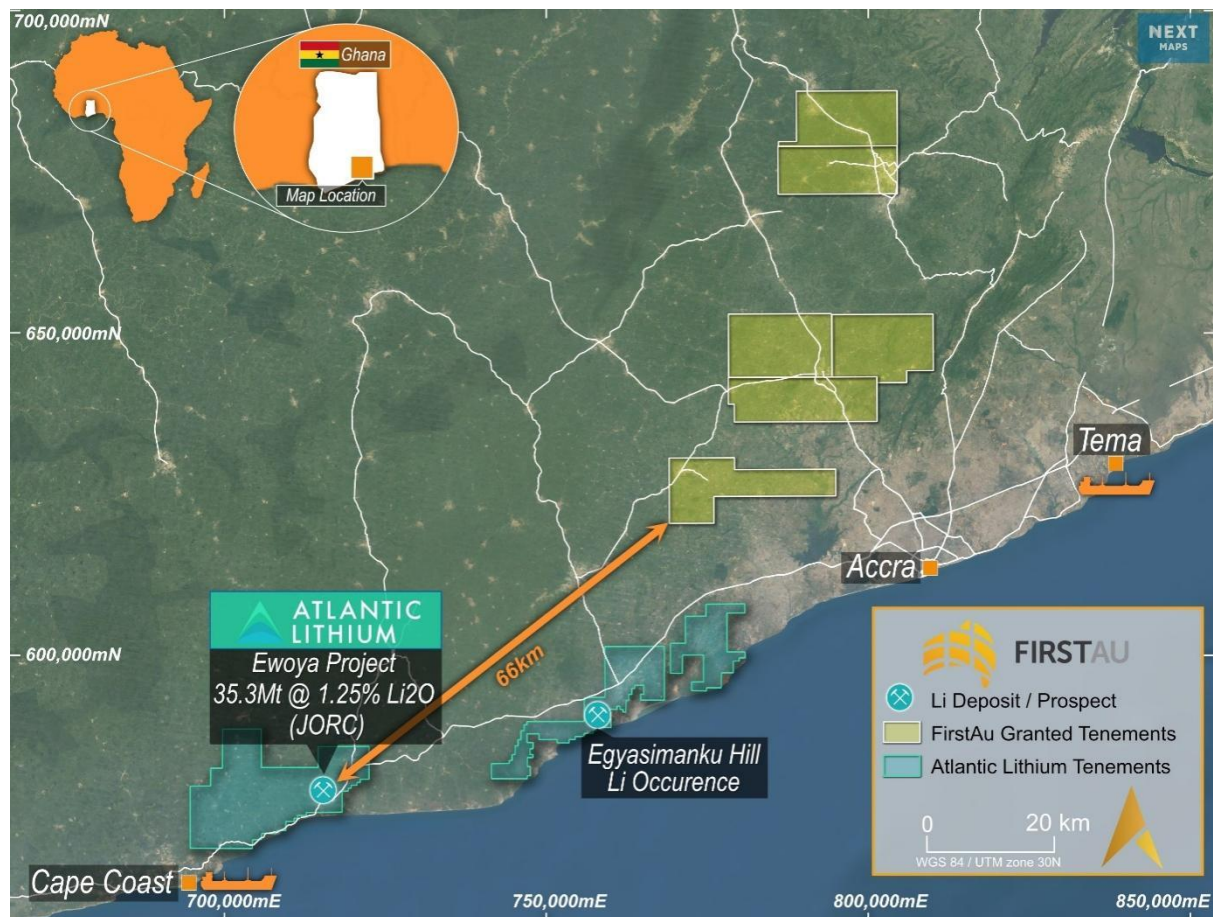 700,000mN
NEXT
MAPS
Ghana
Map Location
650,000mN
Tema
Accra
ATLANTIC
LITHIUM
Ewoya Project
35.3Mt @ 1.25% Li2O
(JORC)
600,000mN
66km
Egyasimanku Hill
Li Occurence
FIRSTAU
Li Deposit / Prospect
FirstAu Granted Tenements
Atlantic Lithium Tenements
0 20 km
WGS 84 / UTM zone 30N
Cape Coast
700,000mE
750,000mE
800,000mE
850,000mE